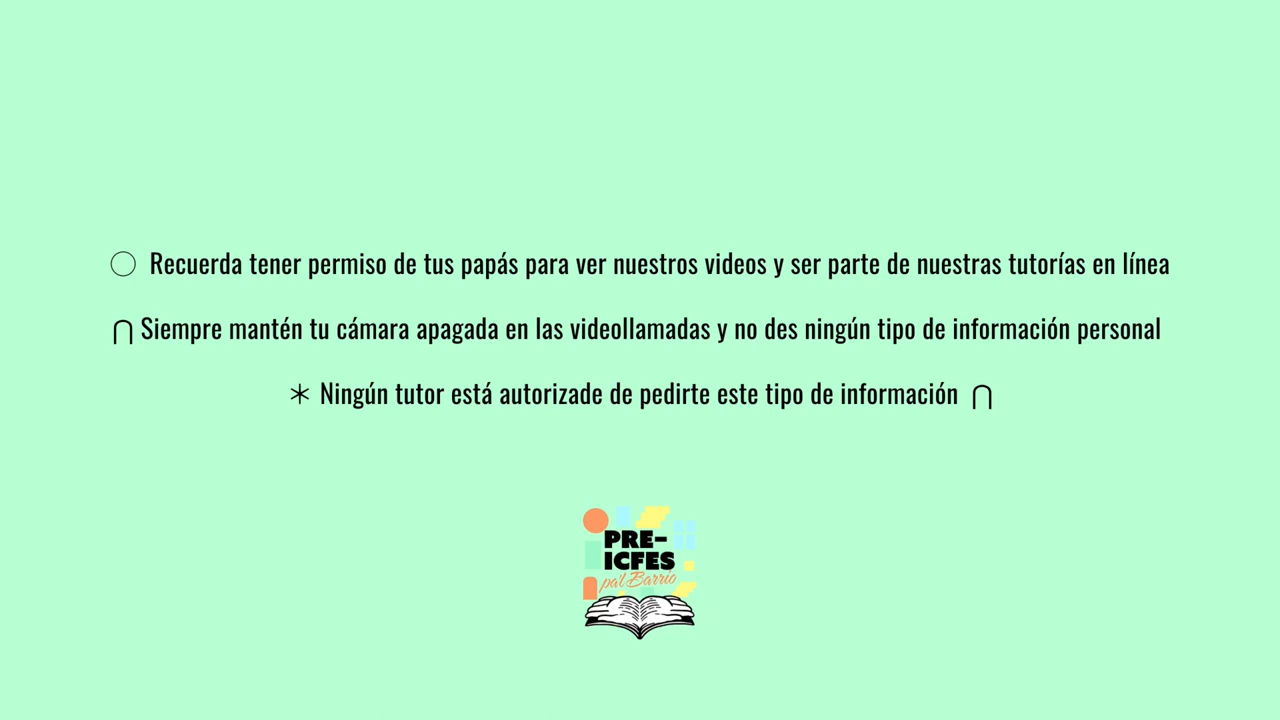 ○ Recuerda tener permiso de tus papás para ver nuestros videos y ser parte de nuestras tutorías en línea
⋂ Siempre mantén tu cámara apagada en las videollamadas y no des ningún tipo de información personal
✳ Ningún tutor está autorizade de pedirte este tipo de información ⋂
PRE-
ICFES
pa'l Barrio